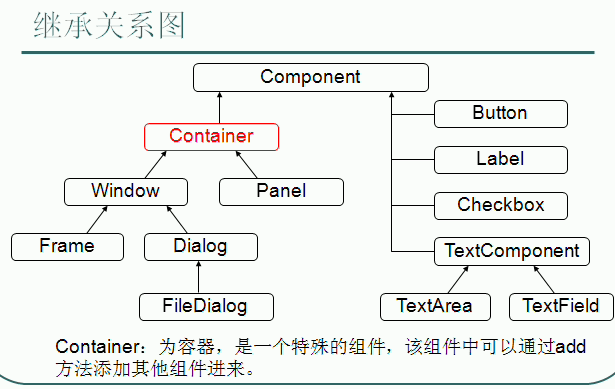 继承关系图
Component
Button
Container
Label
Window
Panel
Checkbox
Frame
Dialog
TextComponent
FileDialog
TextArea
TextField
Container：为容器，是一个特殊的组件，该组件中可以通过add
方法添加其他组件进来。